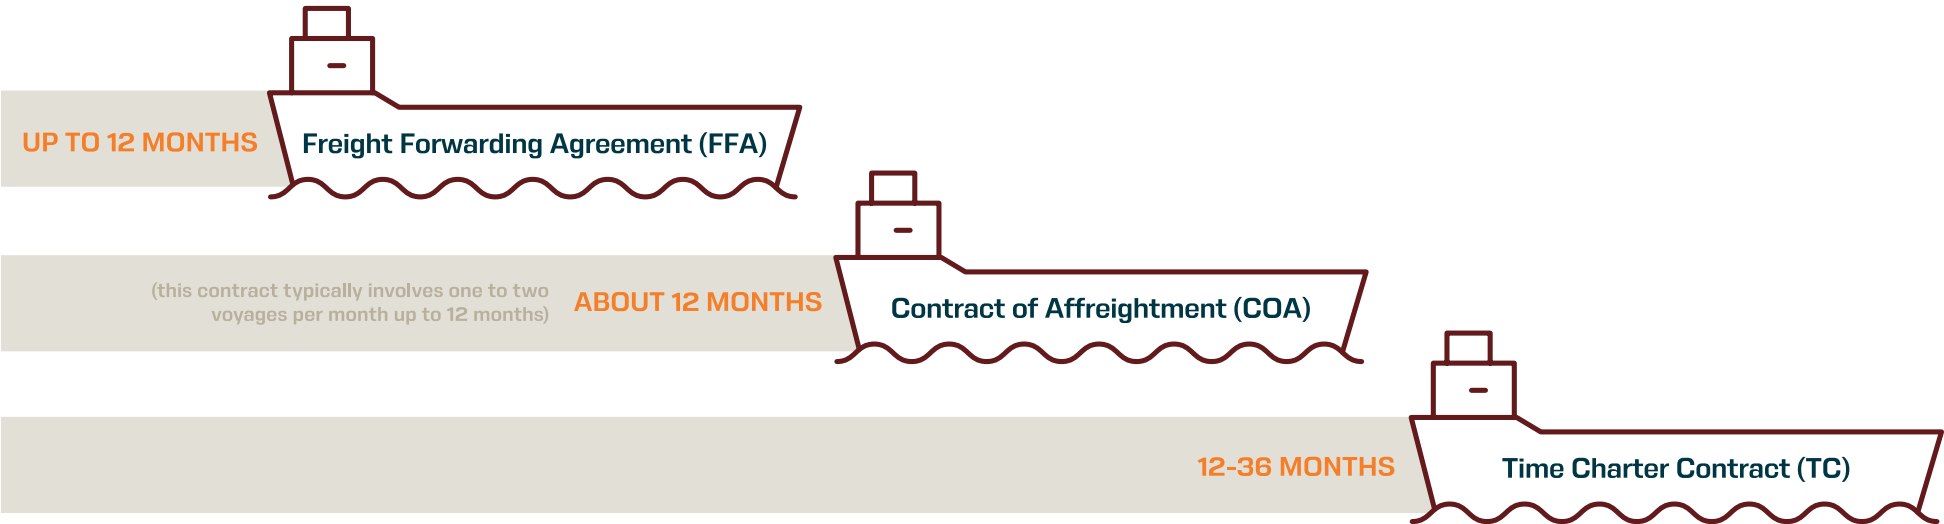 UP TO 12 MONTHS
Freight Forwarding Agreement (FFA)
(this contract typically involves one to two
voyages per month up to 12 months)
ABOUT 12 MONTHS
Contract of Affreightment (COA)
12-36 MONTHS
Time Charter Contract (TC)